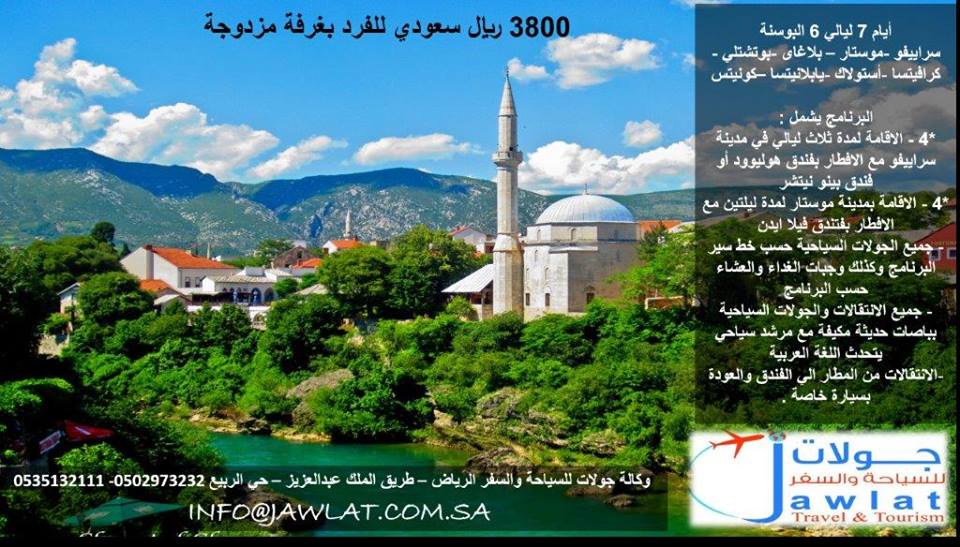 3800 ريال سعودي للفرد بغرفة مزدوجة
أيام 7 ليالي 6 البوسنة
سراييفو -موستار – بلاغاى -بوتشتلي -
كرافيتسا -أستولاك -يابلانيتسا –كونيتس
البرنامج يشمل :
*4 - الاقامة لمدة ثلاث ليالي في مدينة
سراييفو مع الافطار بفندق هوليوود أو
فندق بينو نيتشر
*4 - الاقامة بمدينة موستار لمدة ليلتين مع
الافطار بفتندق فيلا ايدن
- جميع الجولات السياحية حسب خط سير
البرنامج وكذلك وجبات الغداء والعشاء
حسب البرنامج
- جميع الانتقالات والجولات السياحية
بباصات حديثة مكيفة مع مرشد سياحي
يتحدث اللغة العربية
-الانتقالات من المطار الي الفندق والعودة
بسيارة خاصة .
جولات
للسياحة والسفر
Jawlat
Travel & Tourism
وكالة جولات للسياحة والسفر الرياض – طريق الملك عبدالعزيز – حي الربيع 0502973232- 0535132111
INFO@JAWLAT.COM.SA